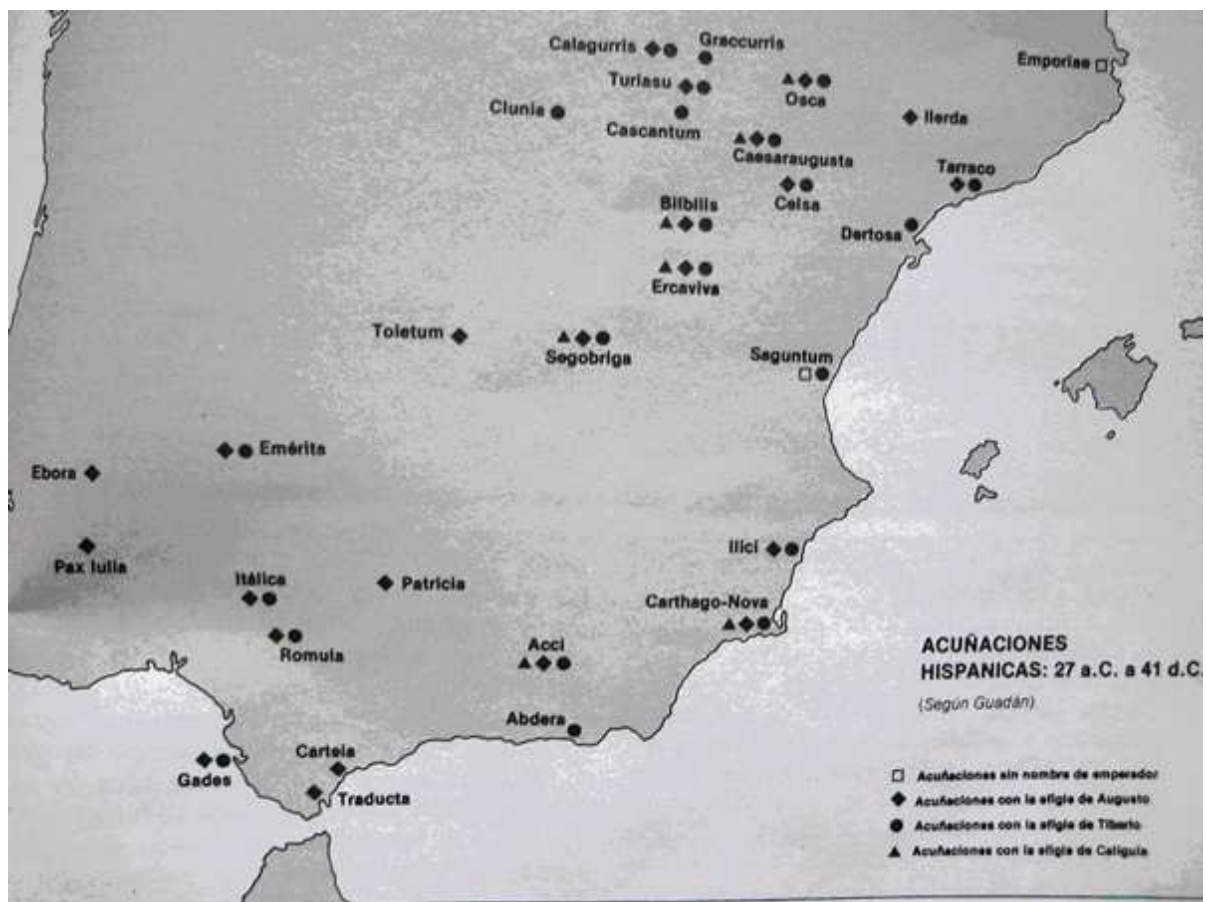 Calagurris
Graccurris
Emporiae
Turiasu
Osca
Clunia
Cascantum
Ilerda
Caesaraugusta
Tarraco
Celsa
Bilbilis
Dertosa
Ercaviva
Toletum
Segobriga
Saguntum
Emérita
Ebora
Ilici
Pax Iulia
Itálica
Patricia
Carthago-Nova
Romula
Acci
ACUÑACIONES
HISPANICAS: 27 a.C. a 41 d.C.
(Según Guadán)
Abdera
Carteia
Gades
Traducta
Acuñaciones sin nombre de emperador
Acuñaciones con la efigie de Augusto
Acuñaciones con la efigie de Tiberio
Acuñaciones con la efigie de Calígula